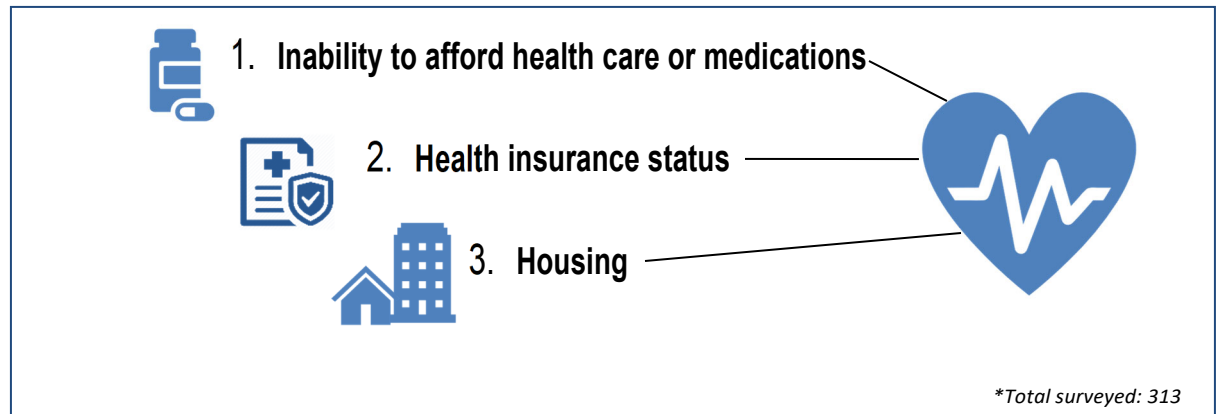 1. Inability to afford health care or medications
2. Health insurance status
3. Housing
*Total surveyed: 313